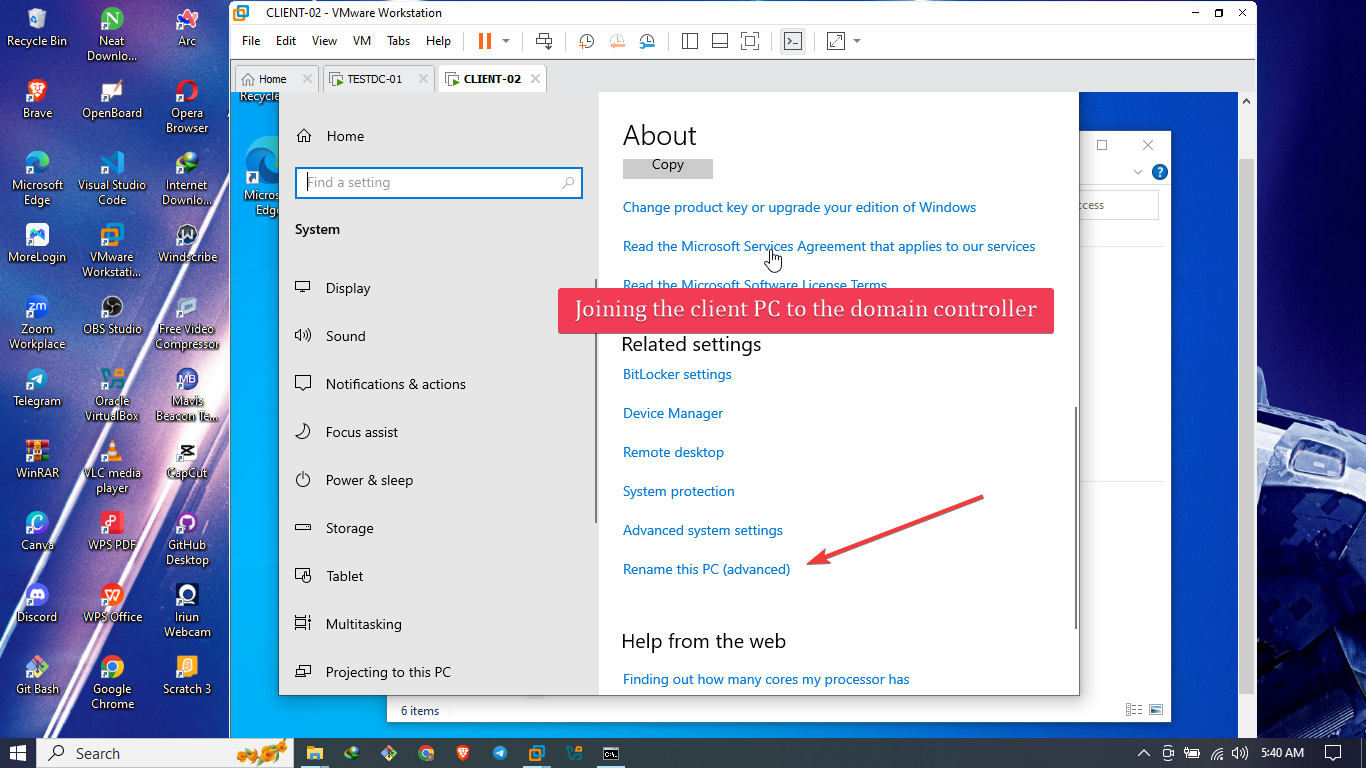 Recycle Bin
Neat
Downlo...
Arc
Brave
OpenBoard
Opera
Browser
Microsoft
Edge
Visual Studio
Code
Internet
Downlo...
MoreLogin
VMware
Workstati...
Windscribe
Zoom
Workplace
OBS Studio
Free Video
Compressor
Telegram
Oracle
VirtualBox
Mavis
Beacon Te...
WinRAR
VLC media
player
CapCut
Canva
WPS PDF
GitHub
Desktop
Discord
WPS Office
Iriun
Webcam
Git Bash
Google
Chrome
Scratch 3
CLIENT-02 - VMware Workstation
File Edit View VM Tabs Help
Home TESTDC-01 CLIENT-02
Recycle
Micros
Edge
Home
Find a setting
System
Display
Sound
Notifications & actions
Focus assist
Power & sleep
Storage
Tablet
Multitasking
Projecting to this PC
About
Copy
Change product key or upgrade your edition of Windows
Read the Microsoft Services Agreement that applies to our services
Read the Microsoft Software License Terms
Joining the client PC to the domain controller
Related settings
BitLocker settings
Device Manager
Remote desktop
System protection
Advanced system settings
Rename this PC (advanced)
Help from the web
Finding out how many cores my processor has
ccess
6 items
Search
5:40 AM